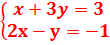 x + 3y = 3
2x − y = −1